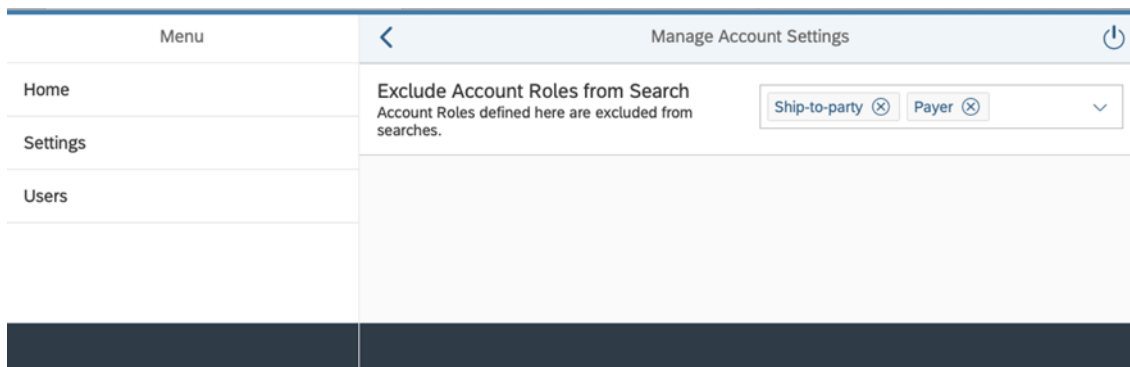 Menu
Manage Account Settings
Home
Settings
Users
Exclude Account Roles from Search
Account Roles defined here are excluded from
searches.
Ship-to-party
Payer